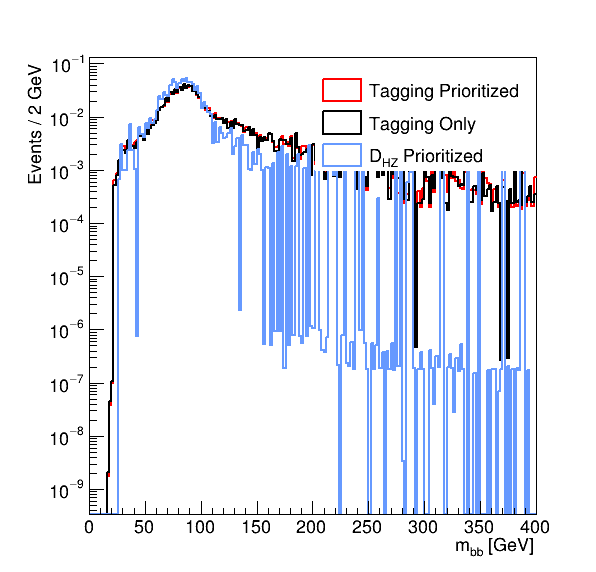 Events / 2 GeV
10⁻¹
10⁻²
10⁻³
10⁻⁴
10⁻⁵
10⁻⁶
10⁻⁷
10⁻⁸
10⁻⁹
Tagging Prioritized
Tagging Only
D_HZ Prioritized
0 50 100 150 200 250 300 350 400
m_bb [GeV]